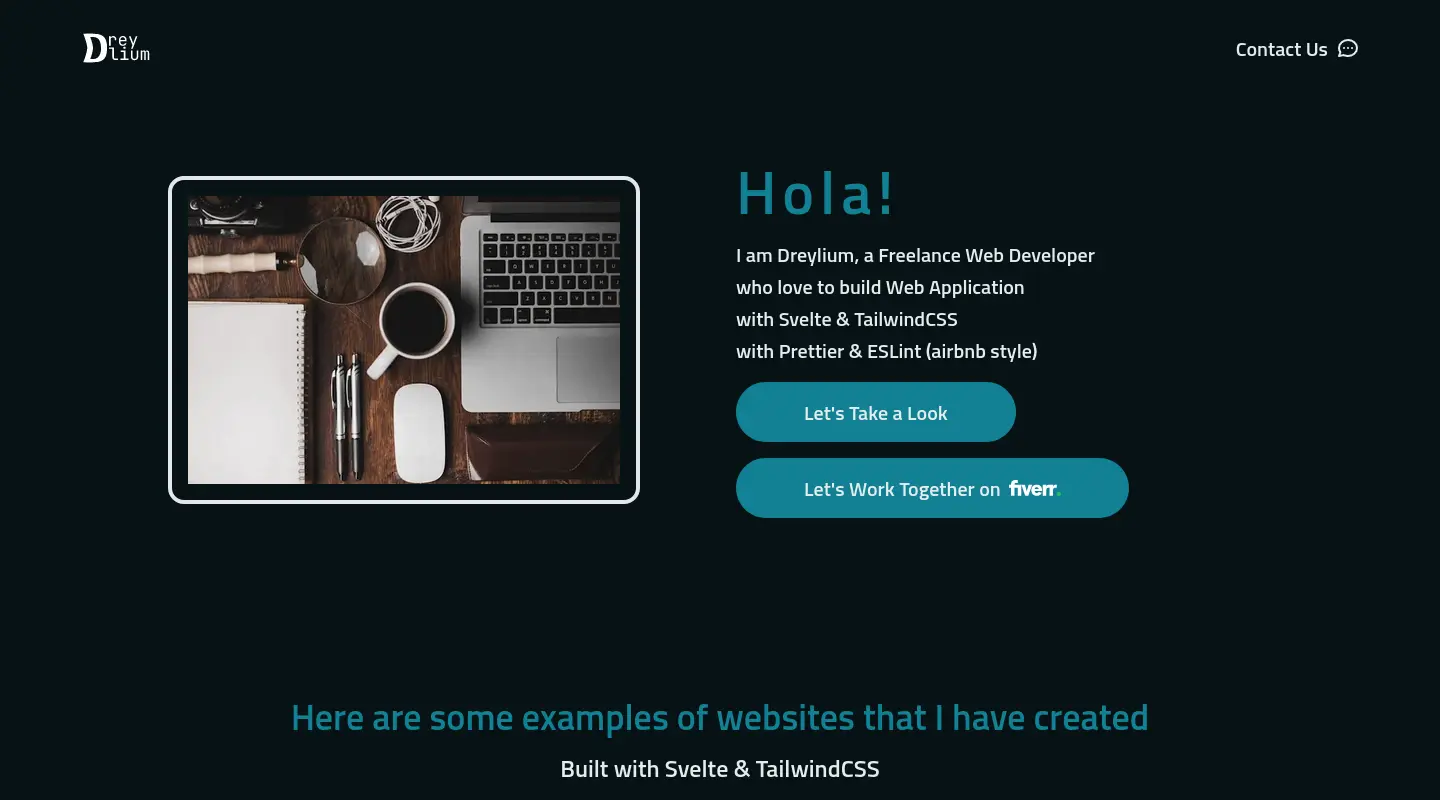 Drey
lium
Contact Us
Hola!
I am Dreylium, a Freelance Web Developer
who love to build Web Application
with Svelte & TailwindCSS
with Prettier & ESLint (airbnb style)
Let's Take a Look
Let's Work Together on fiverr.
Here are some examples of websites that I have created
Built with Svelte & TailwindCSS